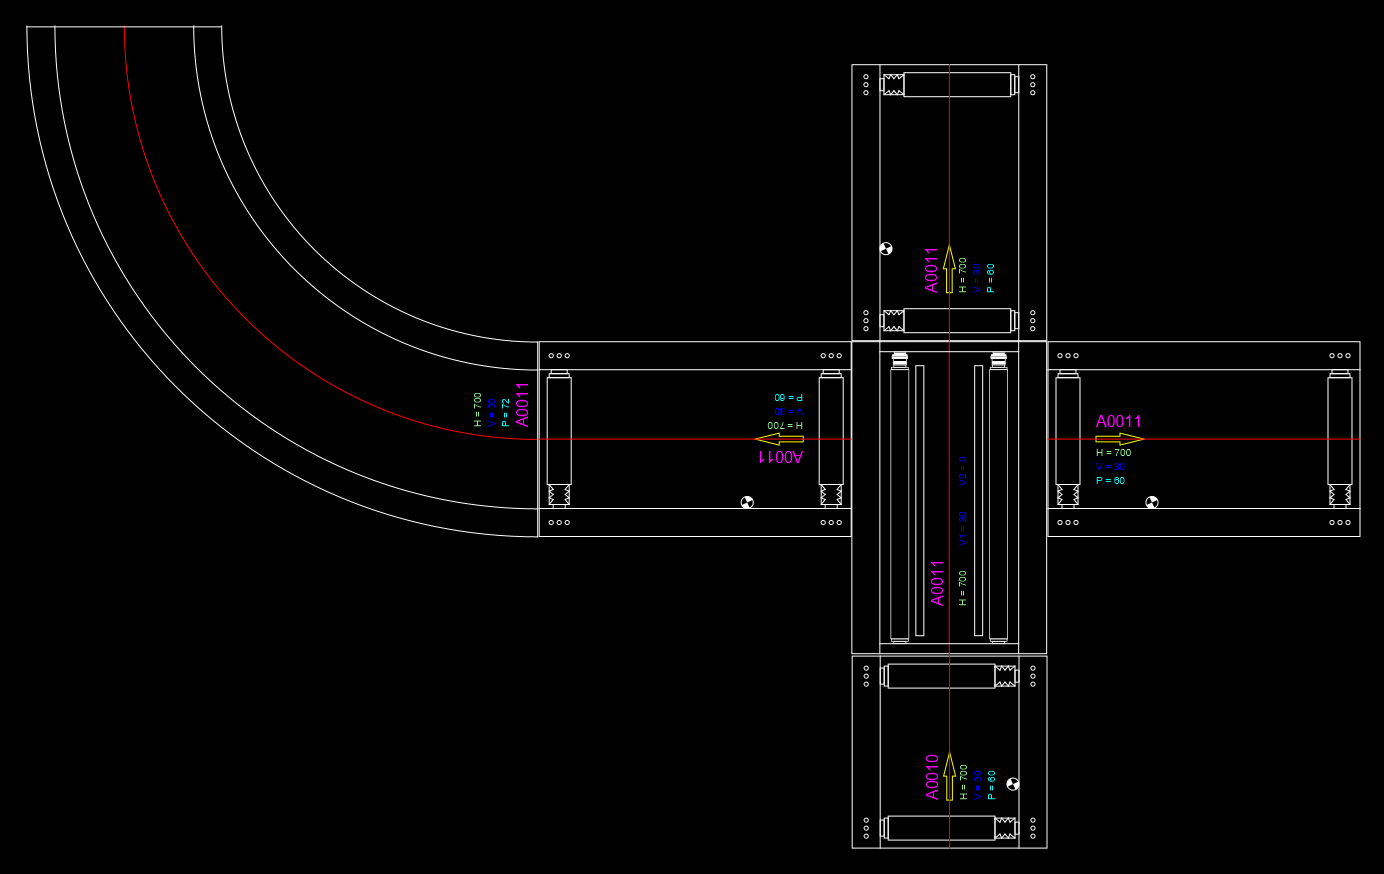 A0011
H = 700
V = 30
P = 60
H = 700
V = 30
P = 72
A0011
A0011
H = 700
V = 30
P = 60
A0011
H = 700
V = 30
P = 60
A0011
V1 = 30
V2 = 0
H = 700
A0010
H = 700
V = 30
P = 60